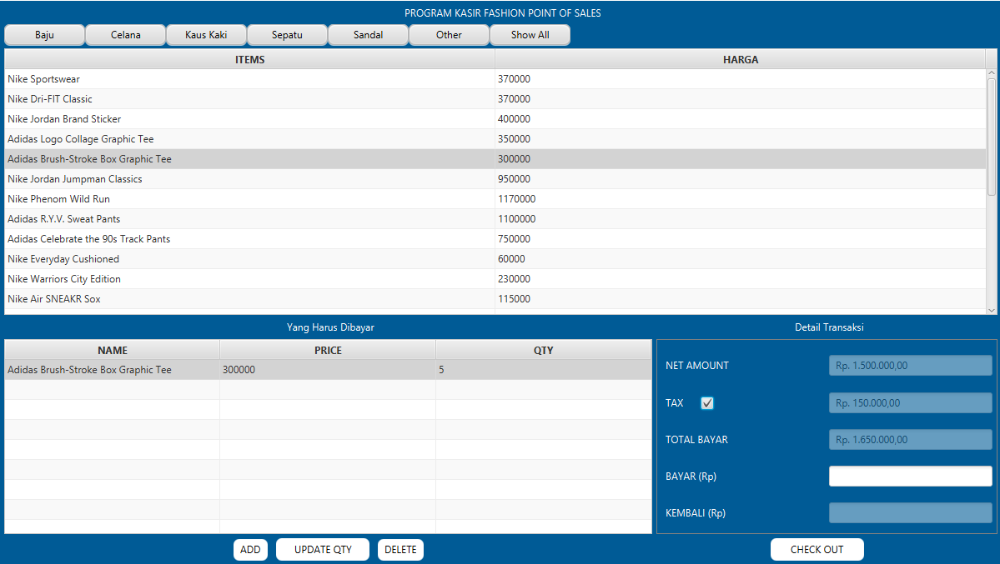 PROGRAM KASIR FASHION POINT OF SALES
Baju Celana Kaus Kaki Sepatu Sandal Other Show All
ITEMS HARGA
Nike Sportswear 370000
Nike Dri-FIT Classic 370000
Nike Jordan Brand Sticker 400000
Adidas Logo Collage Graphic Tee 350000
Adidas Brush-Stroke Box Graphic Tee 300000
Nike Jordan Jumpman Classics 950000
Nike Phenom Wild Run 1170000
Adidas R.Y.V. Sweat Pants 1100000
Adidas Celebrate the 90s Track Pants 750000
Nike Everyday Cushioned 60000
Nike Warriors City Edition 230000
Nike Air SNEAKR Sox 115000
Yang Harus Dibayar
NAME PRICE QTY
Adidas Brush-Stroke Box Graphic Tee 300000 5
ADD UPDATE QTY DELETE
Detail Transaksi
NET AMOUNT Rp. 1.500.000,00
TAX Rp. 150.000,00
TOTAL BAYAR Rp. 1.650.000,00
BAYAR (Rp)
KEMBALI (Rp)
CHECK OUT